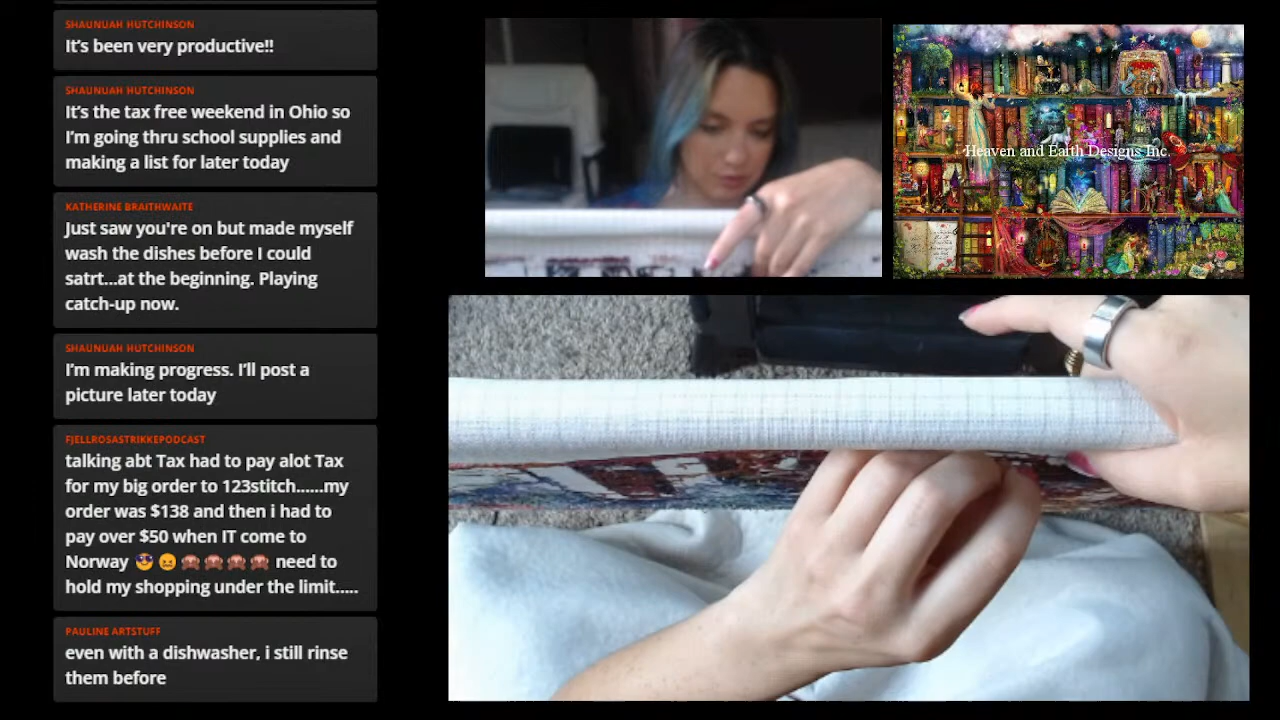 SHAUNUAH HUTCHINSON
It's been very productive!!
SHAUNUAH HUTCHINSON
It's the tax free weekend in Ohio so
I'm going thru school supplies and
making a list for later today
KATHERINE BRAITHWAITE
Just saw you're on but made myself
wash the dishes before I could
satrt...at the beginning. Playing
catch-up now.
SHAUNUAH HUTCHINSON
I'm making progress. I'll post a
picture later today
FJELLROSASTRIKKEPODCAST
talking abt Tax had to pay alot Tax
for my big order to 123stitch......my
order was $138 and then i had to
pay over $50 when IT come to
Norway 😎 😖 🙈 🙈 🙈 🙈 need to
hold my shopping under the limit.....
PAULINE ARTSTUFF
even with a dishwasher, i still rinse
them before
Heaven and Earth Designs Inc.